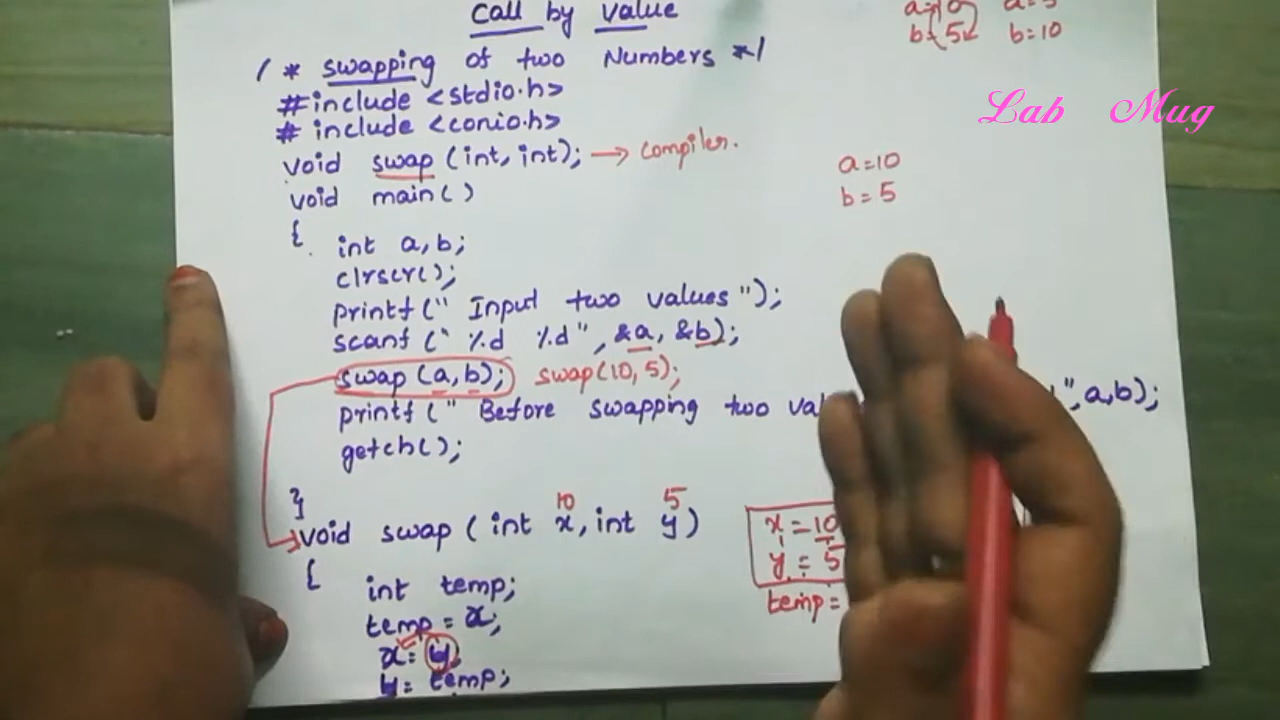 Call by value
/* swapping of two Numbers */
#include <stdio.h>
# include <conio.h>
void swap (int, int); → compiler.
void main()
{
int a, b;
clrscr();
printf (" Input two values ");
scanf (" %d %d", &a, &b);
swap (a, b); swap(10, 5);
printf (" Before swapping two ",a,b);
getch();
}
void swap ( int x, int y)
10 5
{
int temp;
temp = x;
x = y;
y = temp;
b = 5 b = 10
Lab Mug
a=10
b = 5
x = 10
y = 5
temp =